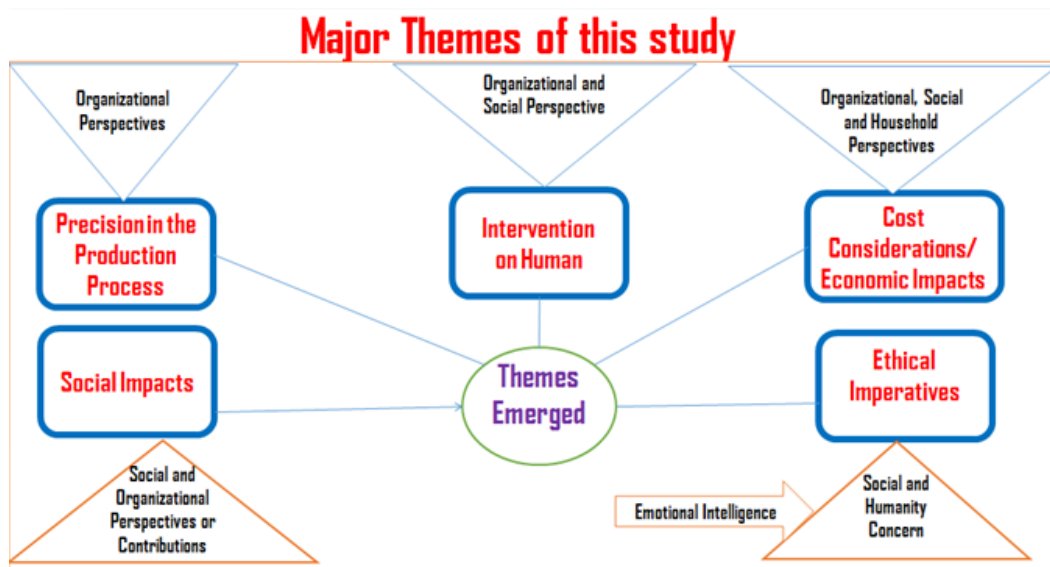 Major Themes of this study
Organizational
Perspectives
Organizational and
Social Perspective
Organizational, Social
and Household
Perspectives
Precision in the
Production
Process
Intervention
on Human
Cost
Considerations/
Economic Impacts
Social Impacts
Themes
Emerged
Ethical
Imperatives
Social and
Organizational
Perspectives or
Contributions
Emotional Intelligence
Social and
Humanity
Concern